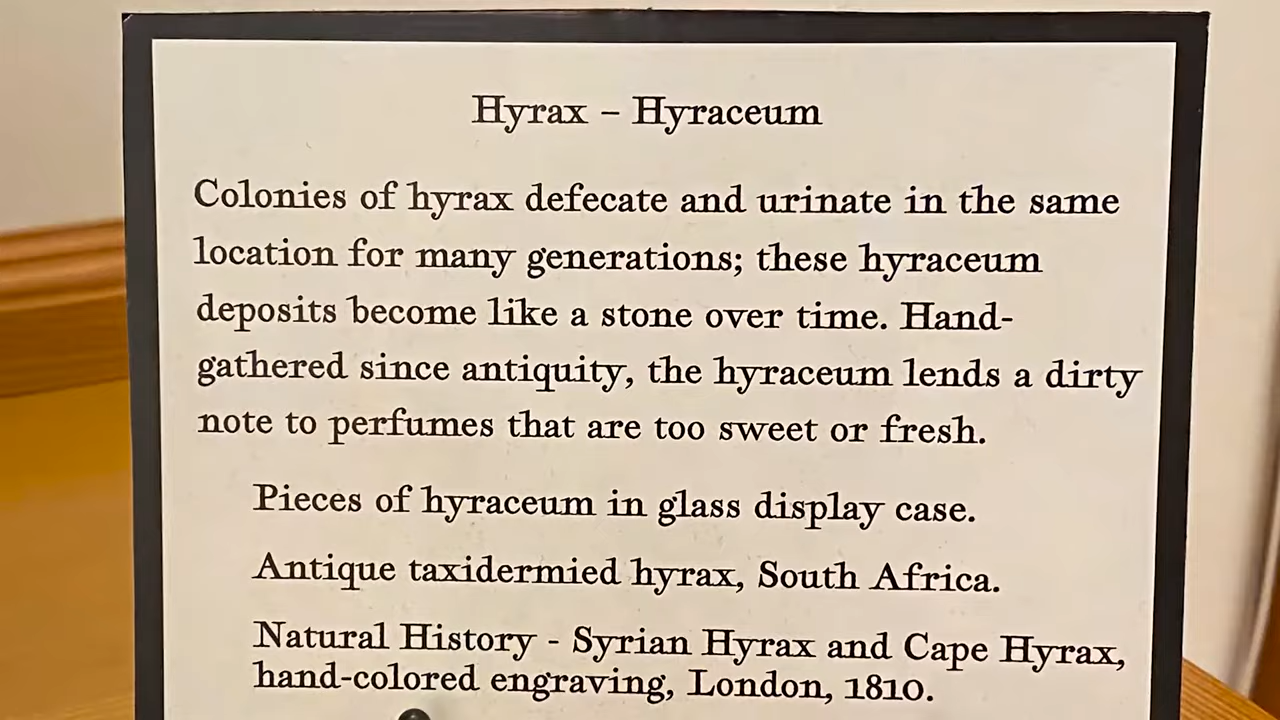 Hyrax – Hyraceum
Colonies of hyrax defecate and urinate in the same
location for many generations; these hyraceum
deposits become like a stone over time. Hand-
gathered since antiquity, the hyraceum lends a dirty
note to perfumes that are too sweet or fresh.
Pieces of hyraceum in glass display case.
Antique taxidermied hyrax, South Africa.
Natural History - Syrian Hyrax and Cape Hyrax,
hand-colored engraving, London, 1810.